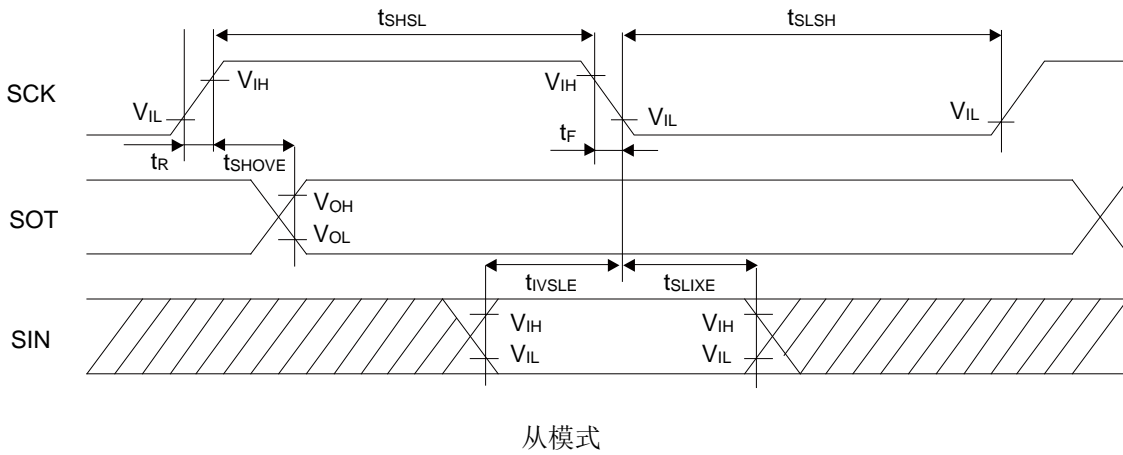 tSHSL
tSLSH
SCK
VIH
VIH
VIL
VIL
VIL
tR
tSHOVE
tF
SOT
VOH
VOL
tIVSLE
tSLIXE
SIN
VIH
VIH
VIL
VIL
从模式